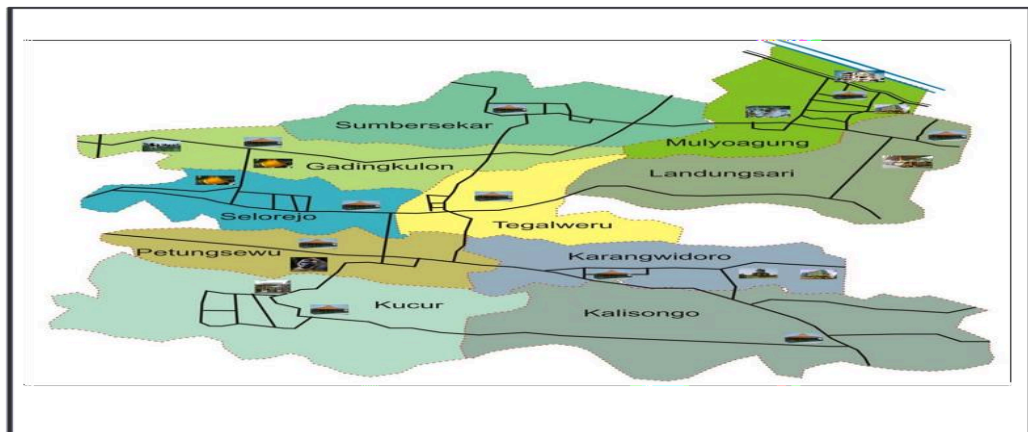 Sumbersekar
Mulyoagung
Gadingkulon
Landungsari
Selorejo
Tegalweru
Petungsewu
Karangwidoro
Kucur
Kalisongo